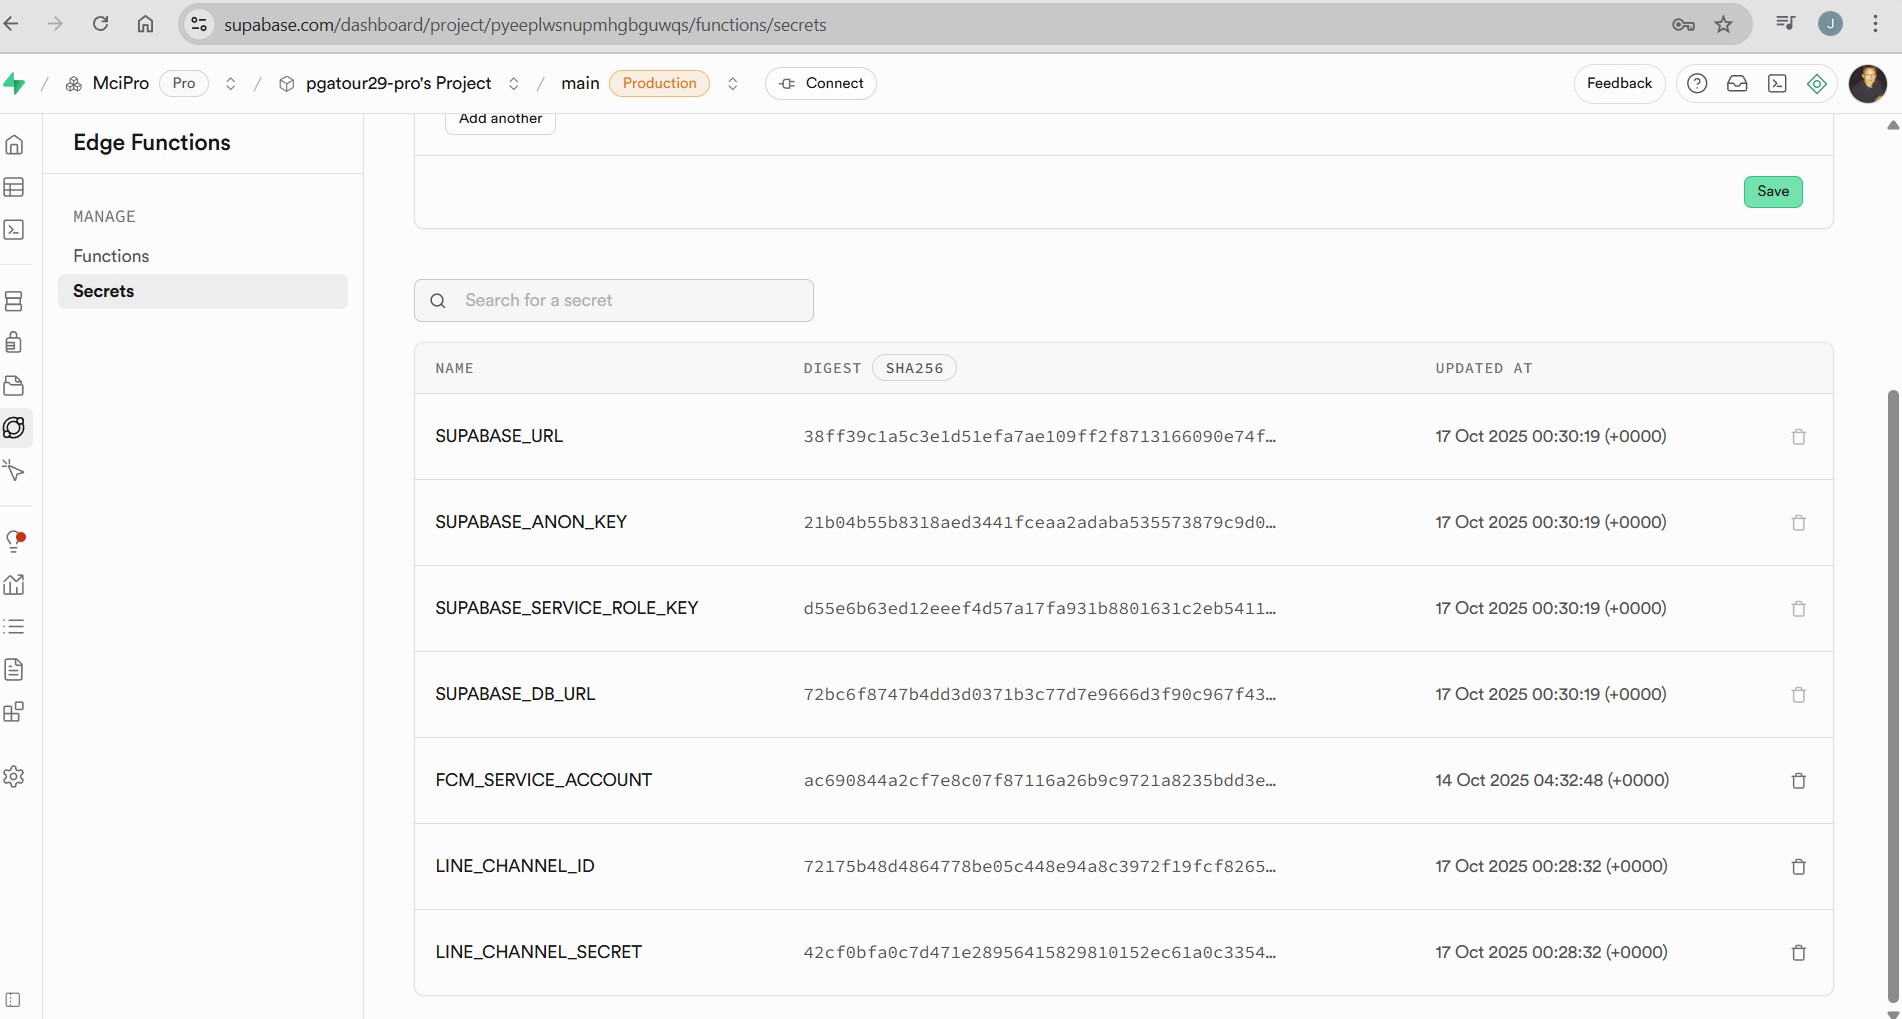 supabase.com/dashboard/project/pyeeplwsnupmhgbguwqs/functions/secrets
J
/ MciPro Pro / pgatour29-pro's Project / main Production Connect Feedback
Edge Functions
MANAGE
Functions
Secrets
Add another
Save
Search for a secret
NAME DIGEST SHA256 UPDATED AT
SUPABASE_URL 38ff39c1a5c3e1d51efa7ae109ff2f8713166090e74f… 17 Oct 2025 00:30:19 (+0000)
SUPABASE_ANON_KEY 21b04b55b8318aed3441fceaa2adaba535573879c9d0… 17 Oct 2025 00:30:19 (+0000)
SUPABASE_SERVICE_ROLE_KEY d55e6b63ed12eeef4d57a17fa931b8801631c2eb5411… 17 Oct 2025 00:30:19 (+0000)
SUPABASE_DB_URL 72bc6f8747b4dd3d0371b3c77d7e9666d3f90c967f43… 17 Oct 2025 00:30:19 (+0000)
FCM_SERVICE_ACCOUNT ac690844a2cf7e8c07f87116a26b9c9721a8235bdd3e… 14 Oct 2025 04:32:48 (+0000)
LINE_CHANNEL_ID 72175b48d4864778be05c448e94a8c3972f19fcf8265… 17 Oct 2025 00:28:32 (+0000)
LINE_CHANNEL_SECRET 42cf0bfa0c7d471e28956415829810152ec61a0c3354… 17 Oct 2025 00:28:32 (+0000)